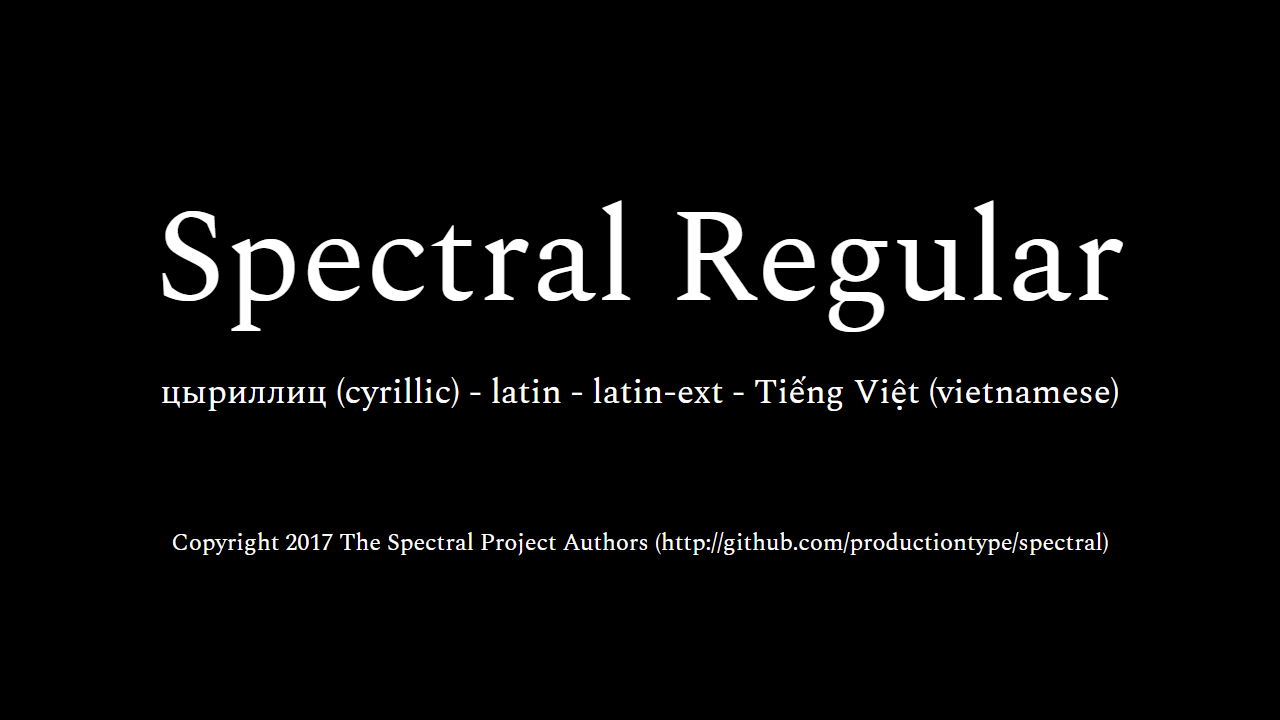 Spectral Regular
цыриллиц (cyrillic) - latin - latin-ext - Tiếng Việt (vietnamese)
Copyright 2017 The Spectral Project Authors (http://github.com/productiontype/spectral)